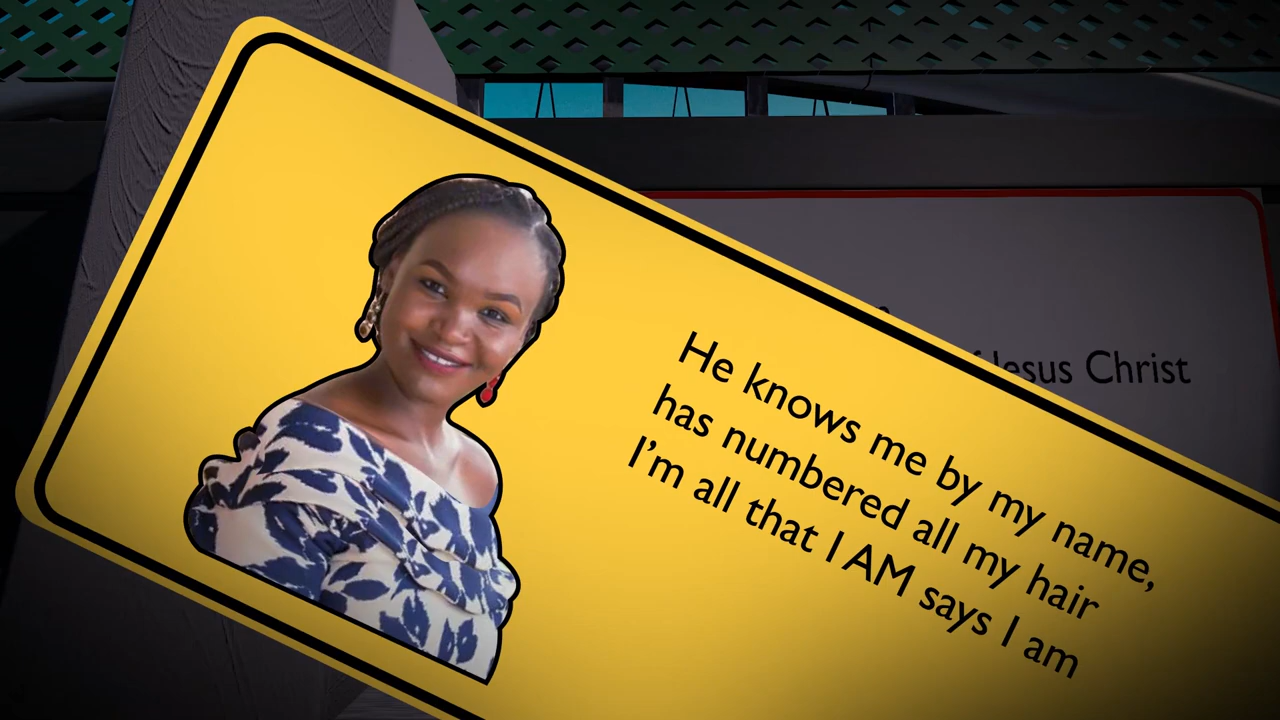 He knows me by my name,
has numbered all my hair
I'm all that I AM says I am
Jesus Christ